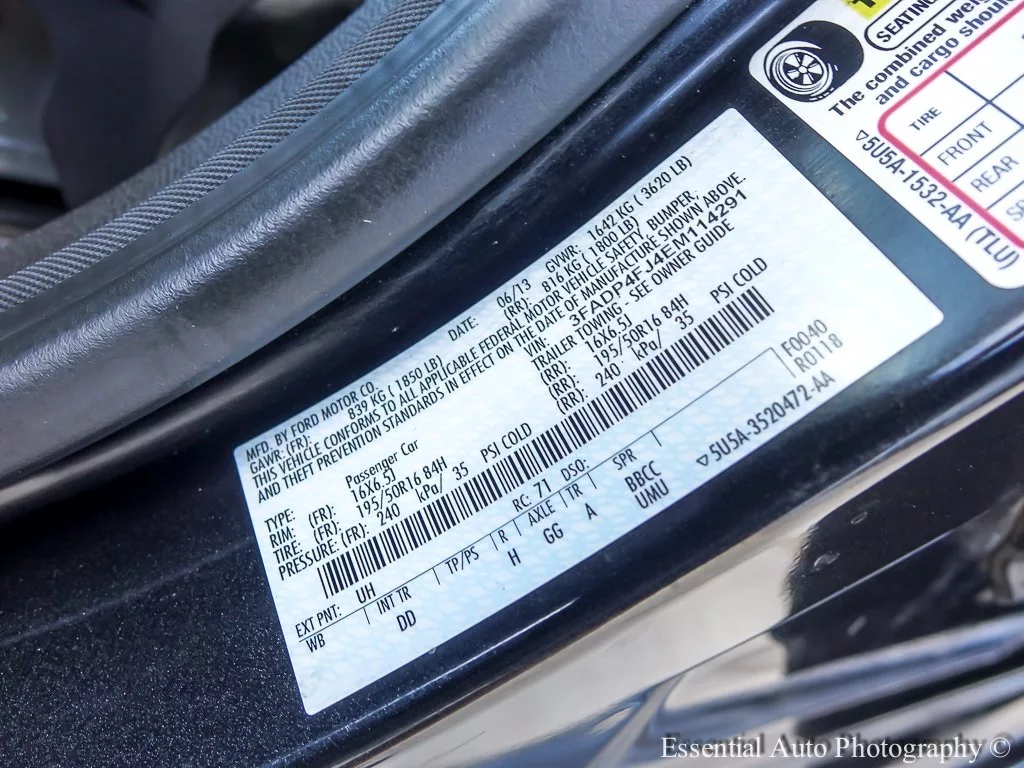 MFD. BY FORD MOTOR CO.
DATE: 06/13 GVWR: 1642 KG ( 3620 LB)
GAWR: (FR): 839 KG ( 1850 LB) (RR): 816 KG ( 1800 LB)
THIS VEHICLE CONFORMS TO ALL APPLICABLE FEDERAL MOTOR VEHICLE SAFETY, BUMPER,
AND THEFT PREVENTION STANDARDS IN EFFECT ON THE DATE OF MANUFACTURE SHOWN ABOVE.
VIN: 3FADP4FJ4EM114291
TYPE: Passenger Car TRAILER TOWING - SEE OWNER GUIDE
RIM: (FR): 16X6.5J (RR): 16X6.5J
TIRE: (FR): 195/50R16 84H (RR): 195/50R16 84H
PRESSURE: (FR): 240 kPa/ 35 PSI COLD (RR): 240 kPa/ 35 PSI COLD
EXT PNT: UH RC: 71 DSO: F0040
WB INT TR TP/PS R AXLE TR SPR R0118
DD H GG A BBCC
UMU
▽5U5A-3520472-AA
SEATING
The combined
and cargo
TIRE
FRONT
REAR
▽5U5A-1532-AA (TLU)
Essential Auto Photography ©